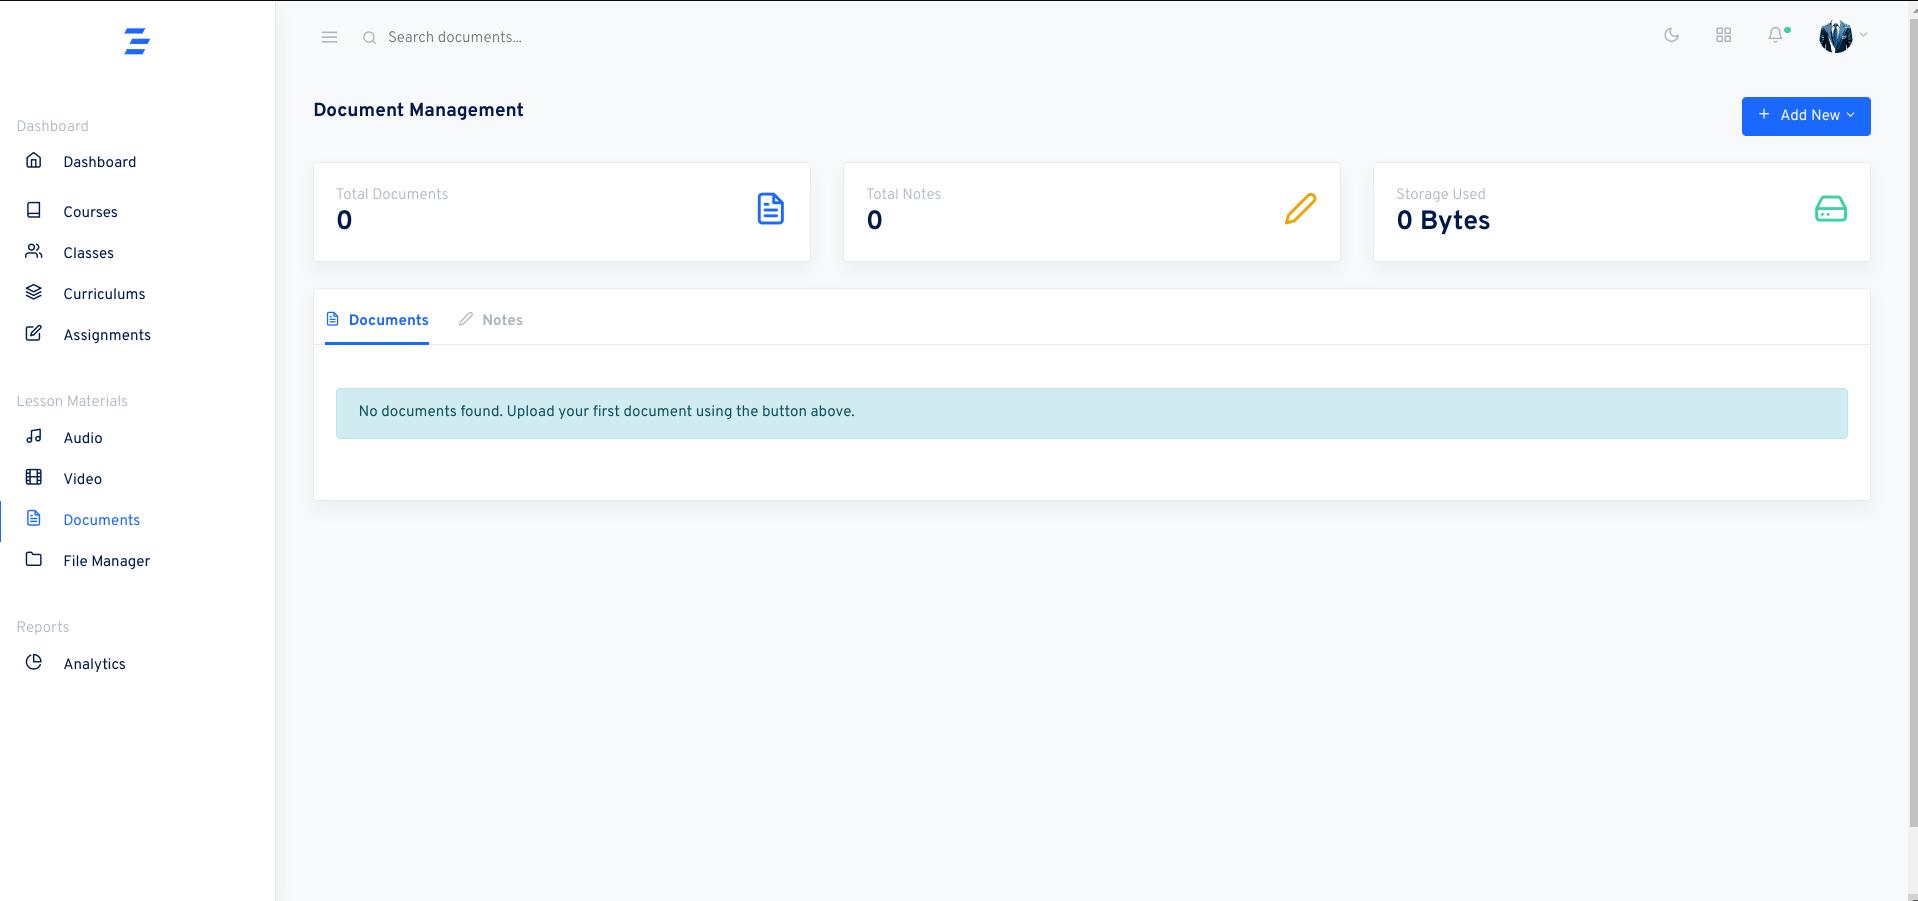 Search documents...
Dashboard
Dashboard
Courses
Classes
Curriculums
Assignments
Lesson Materials
Audio
Video
Documents
File Manager
Reports
Analytics
Document Management
Add New
Total Documents
0
Total Notes
0
Storage Used
0 Bytes
Documents
Notes
No documents found. Upload your first document using the button above.